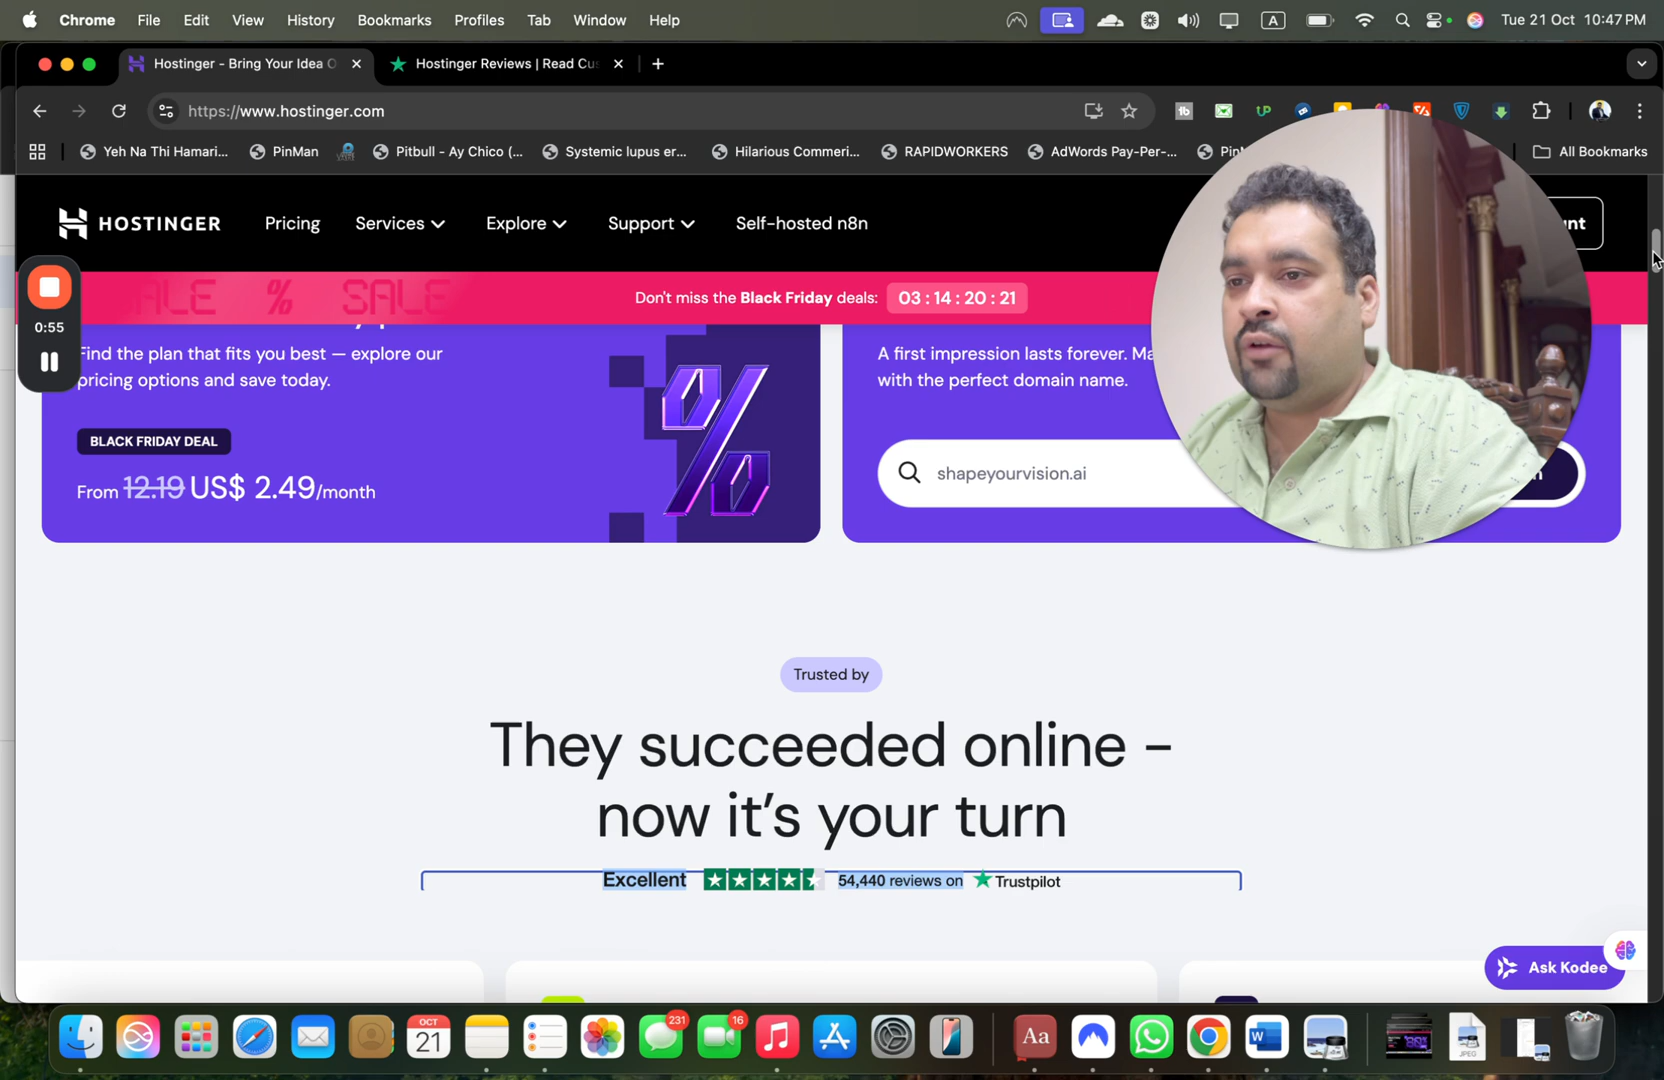 Chrome File Edit View History Bookmarks Profiles Tab Window Help
A
Tue 21 Oct 10:47 PM
Hostinger - Bring Your Idea O
Hostinger Reviews | Read Cus
https://www.hostinger.com
Yeh Na Thi Hamari... PinMan Pitbull - Ay Chico (... Systemic lupus er... Hilarious Commeri... RAPIDWORKERS AdWords Pay-Per-... All Bookmarks
HOSTINGER Pricing Services Explore Support Self-hosted n8n
SALE % SALE
Don't miss the Black Friday deals: 03 : 14 : 20 : 21
0:55
Find the plan that fits you best — explore our
pricing options and save today.
BLACK FRIDAY DEAL
From 12.19 US$ 2.49/month
%
A first impression lasts forever.
with the perfect domain name.
shapeyourvision.ai
Trusted by
They succeeded online –
now it's your turn
Excellent 54,440 reviews on Trustpilot
Ask Kodee
OCT
21
231
16
Aa
W
JPEG